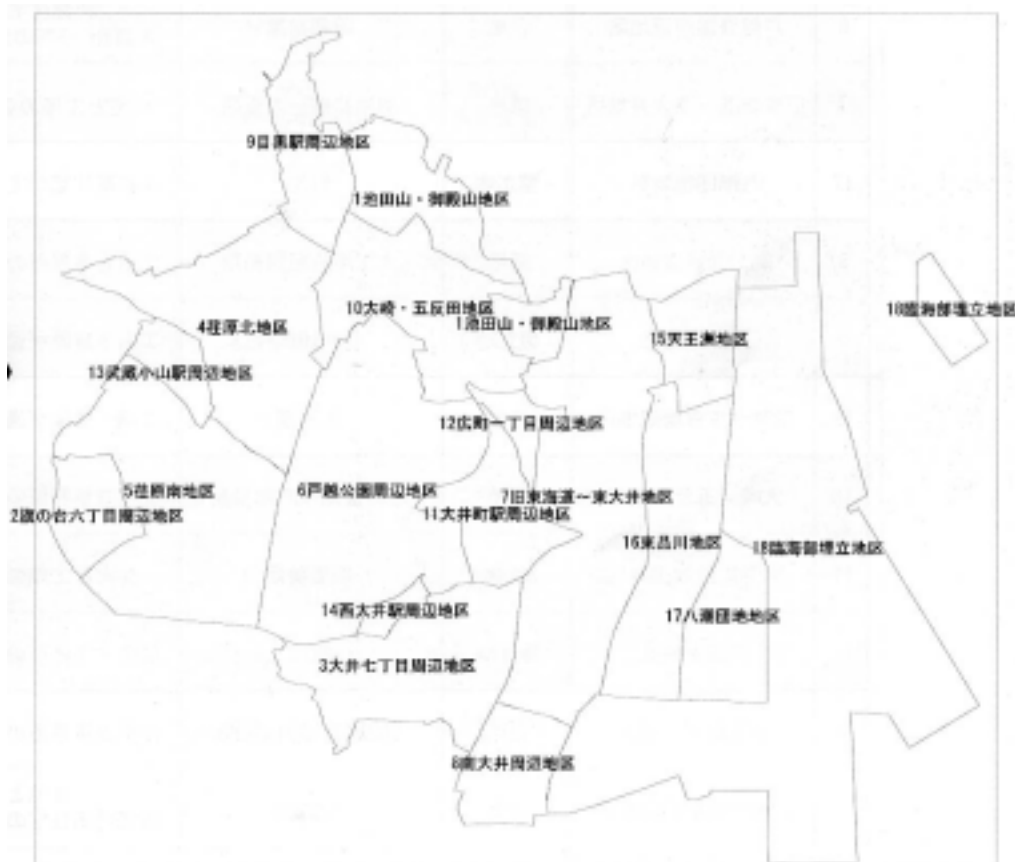 9目黒駅周辺地区
1池田山・御殿山地区
18臨海部埋立地区
10大崎・五反田地区
1池田山・御殿山地区
4荏原北地区
15天王洲地区
13武蔵小山駅周辺地区
12広町一丁目周辺地区
5荏原南地区
6戸越公園周辺地区
7旧東海道～東大井地区
2旗の台六丁目周辺地区
11大井町駅周辺地区
16東品川地区
18臨海部埋立地区
14西大井駅周辺地区
17八潮団地地区
3大井七丁目周辺地区
8南大井周辺地区